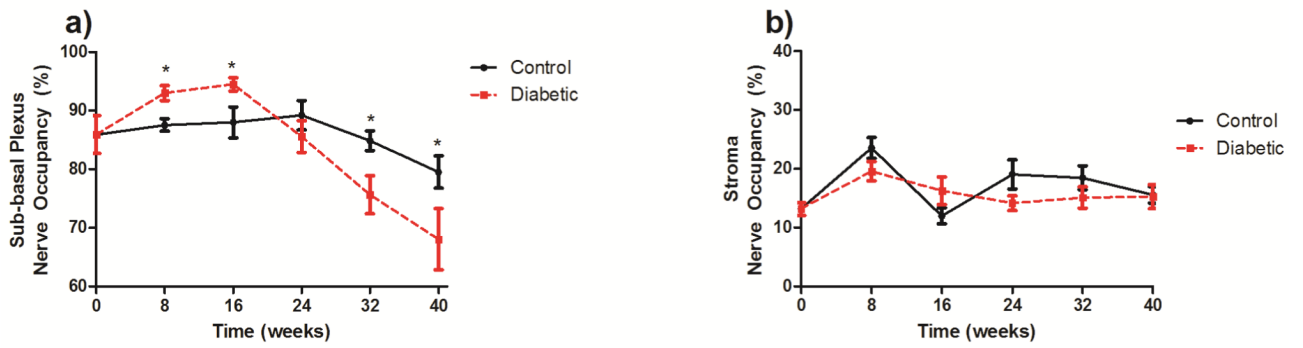 a)
Sub-basal Plexus
Nerve Occupancy (%)
100
90
80
70
60
* * * *
0 8 16 24 32 40
Time (weeks)
Control
Diabetic
b)
Stroma
Nerve Occupancy (%)
40
30
20
10
0
0 8 16 24 32 40
Time (weeks)
Control
Diabetic